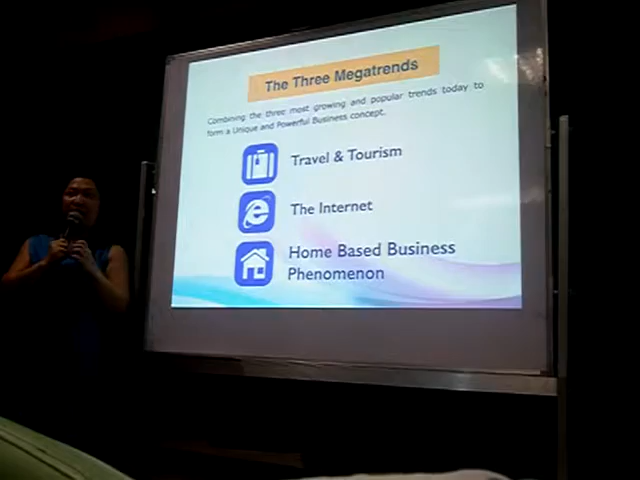 The Three Megatrends
Combining the three most growing and popular trends today to
form a Unique and Powerful Business concept.
Travel & Tourism
The Internet
Home Based Business
Phenomenon